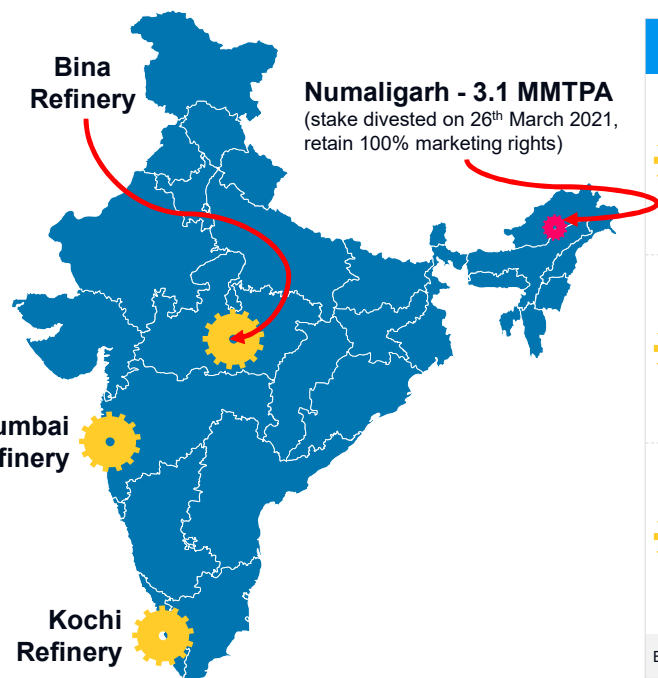 Bina
Refinery
Numaligarh - 3.1 MMTPA
(stake divested on 26th March 2021,
retain 100% marketing rights)
umbai
finery
Kochi
Refinery